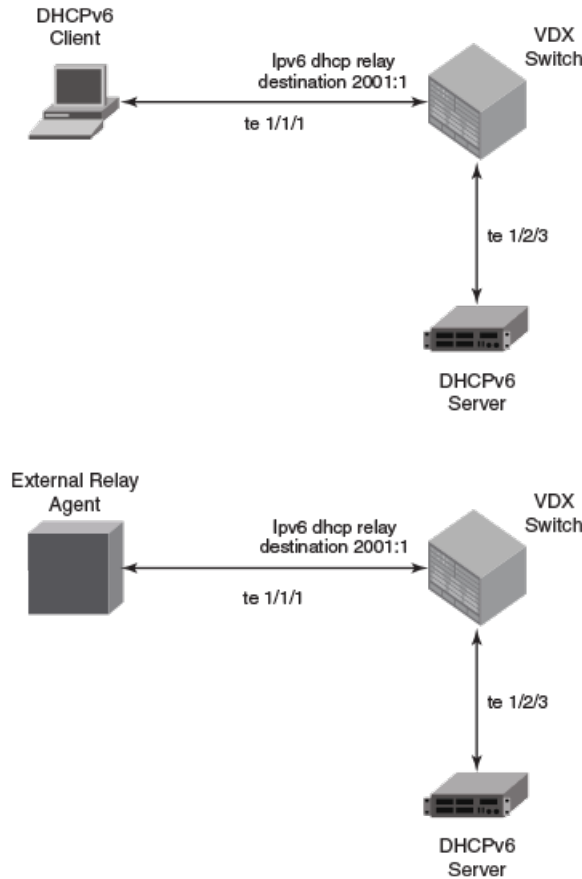 DHCPv6
Client
Ipv6 dhcp relay
destination 2001:1
te 1/1/1
VDX
Switch
te 1/2/3
DHCPv6
Server
External Relay
Agent
Ipv6 dhcp relay
destination 2001:1
te 1/1/1
VDX
Switch
te 1/2/3
DHCPv6
Server